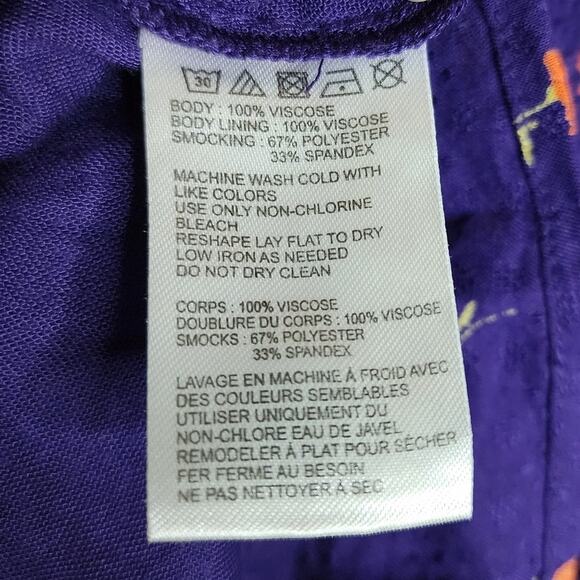 30
BODY : 100% VISCOSE
BODY LINING : 100% VISCOSE
SMOCKING : 67% POLYESTER
33% SPANDEX
MACHINE WASH COLD WITH
LIKE COLORS
USE ONLY NON-CHLORINE
BLEACH
RESHAPE LAY FLAT TO DRY
LOW IRON AS NEEDED
DO NOT DRY CLEAN
CORPS : 100% VISCOSE
DOUBLURE DU CORPS : 100% VISCOSE
SMOCKS : 67% POLYESTER
33% SPANDEX
LAVAGE EN MACHINE À FROID AVEC
DES COULEURS SEMBLABLES
UTILISER UNIQUEMENT DU
NON-CHLORE EAU DE JAVEL
REMODELER À PLAT POUR SÉCHER
FER FERME AU BESOIN
NE PAS NETTOYER À SEC